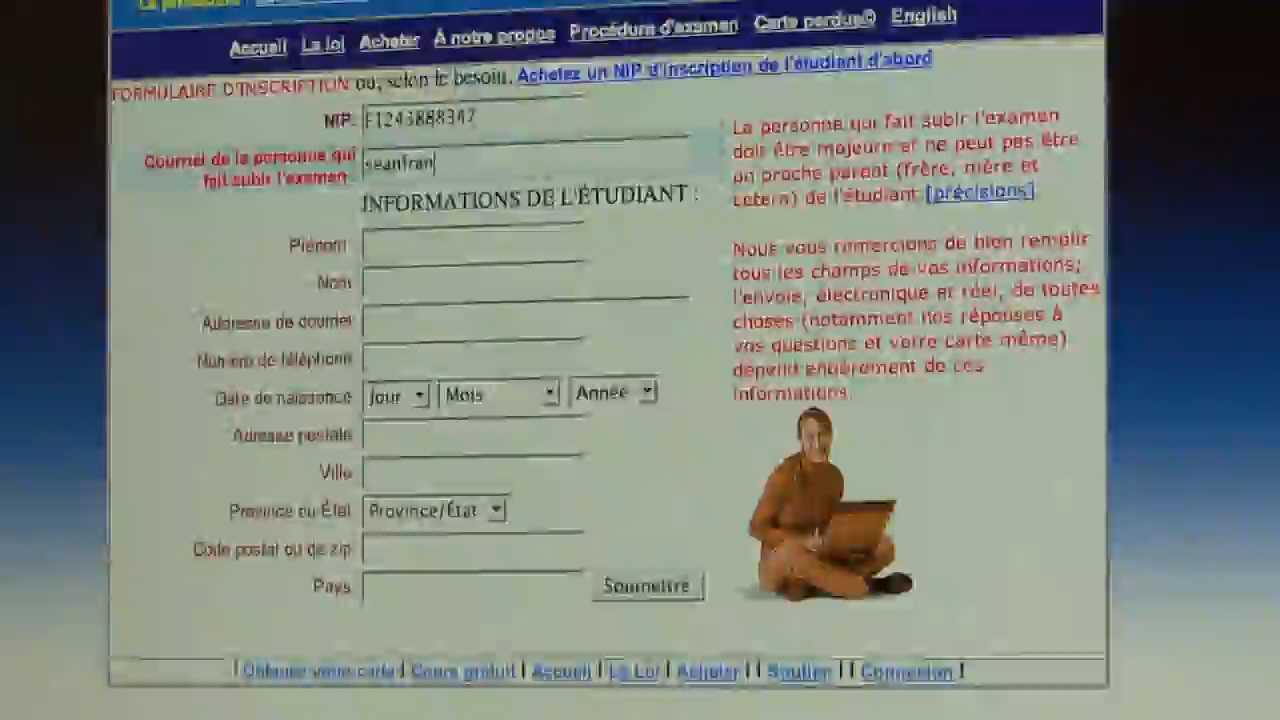 Accueil La loi Acheter À notre propos Procédure d'examen Carte perdue? English
FORMULAIRE D'INSCRIPTION ou, selon le besoin, Achetez un NIP d'inscription de l'étudiant d'abord
NIP: F1243888347
Courriel de la personne qui
fait subir l'examen seanfran
INFORMATIONS DE L'ÉTUDIANT :
Prénom
Nom
Addresse de courriel
Numéro de téléphone
Date de naissance Jour Mois Année
Adresse postale
Ville
Province ou État Province/État
Code postal ou de zip
Pays Soumettre
La personne qui fait subir l'examen
doit être majeure et ne peut pas être
un proche parent (frère, mère et
cetera) de l'étudiant [précisions]
Nous vous remercions de bien remplir
tous les champs de vos informations;
l'envoie, électronique et réel, de toutes
choses (notamment nos réponses à
vos questions et votre carte même)
dépend entièrement de ces
informations.
| Obtenez votre carte | Cours gratuit | Accueil | La Loi | Acheter | | Soutien | | Connexion |